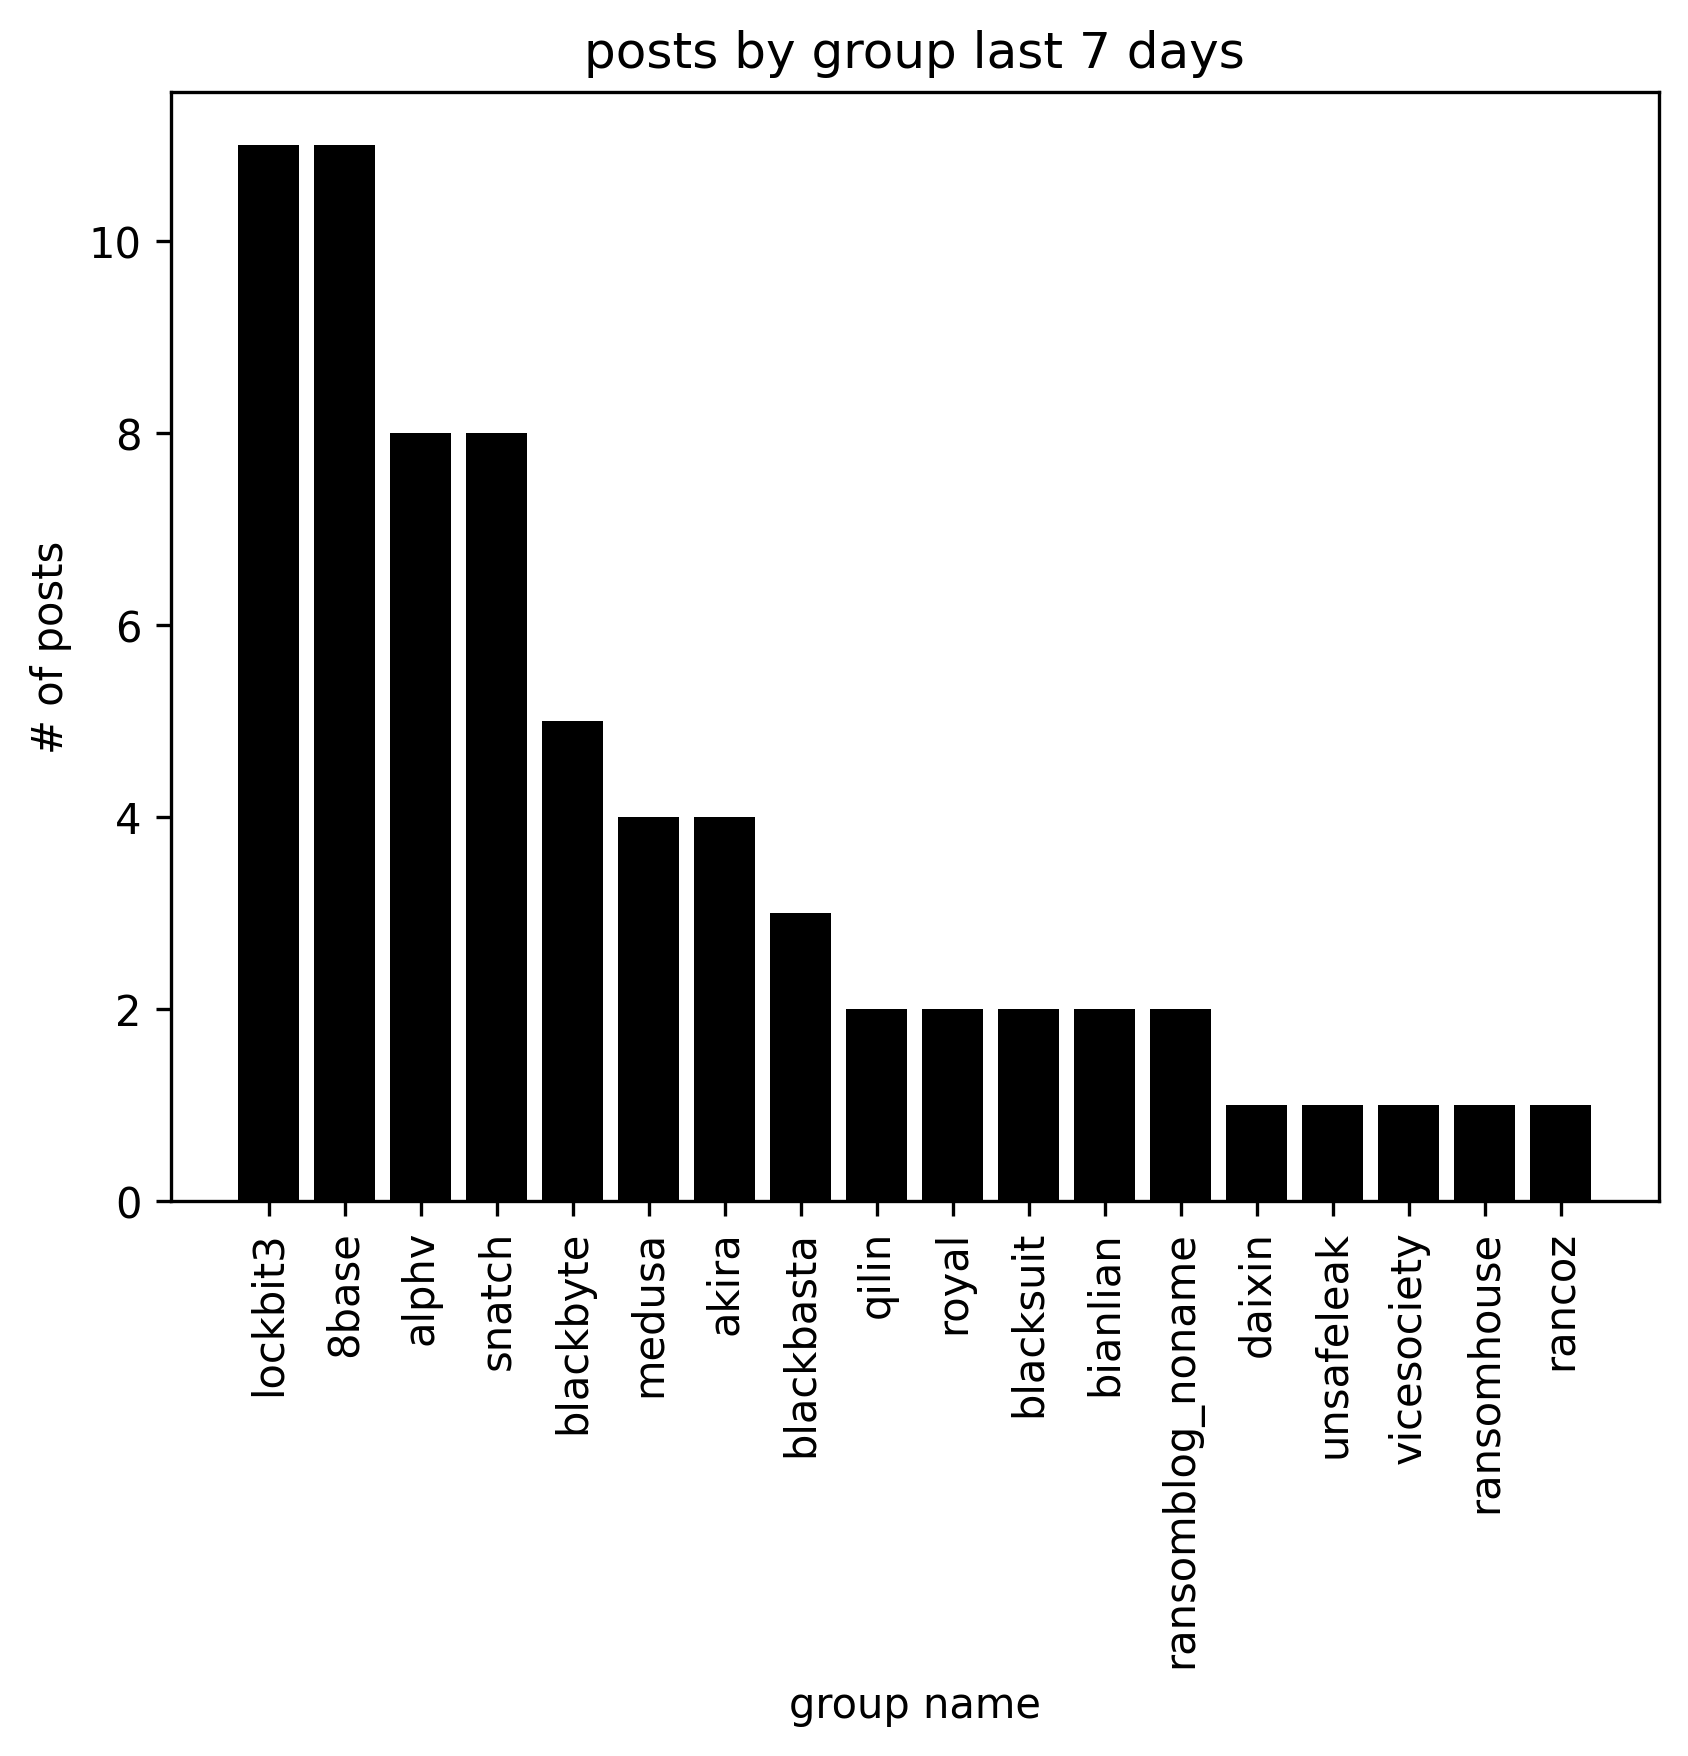 posts by group last 7 days
# of posts
10
8
6
4
2
0
lockbit3
8base
alphv
snatch
blackbyte
medusa
akira
blackbasta
qilin
royal
blacksuit
bianlian
ransomblog_noname
daixin
unsafeleak
vicesociety
ransomhouse
rancoz
group name